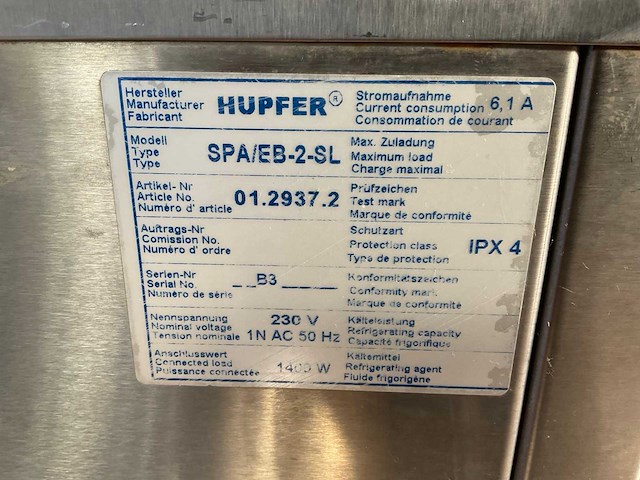 Hersteller
Manufacturer
Fabricant
HUPFER®
Stromaufnahme
Current consumption 6,1 A
Consommation de courant
Modell
Type
Type
SPA/EB-2-SL
Max. Zuladung
Maximum load
Charge maximal
Artikel-Nr
Article No.
Numéro d' article
01.2937.2
Prüfzeichen
Test mark
Marque de conformité
Auftrags-Nr
Comission No.
Numéro d' ordre
Schutzart
Protection class
Type de protection
IPX 4
Serien-Nr
Serial No.
Numéro de série
__B3_____
Konformitätszeichen
Conformity mark
Marque de conformité
Nennspannung
Nominal voltage
Tension nominale
230 V
1N AC 50 Hz
Kälteleistung
Refrigerating capacity
Capacité frigorifique
Anschlusswert
Connected load
Puissance connectée
1400 W
Kältemittel
Refrigerating agent
Fluide frigorigène